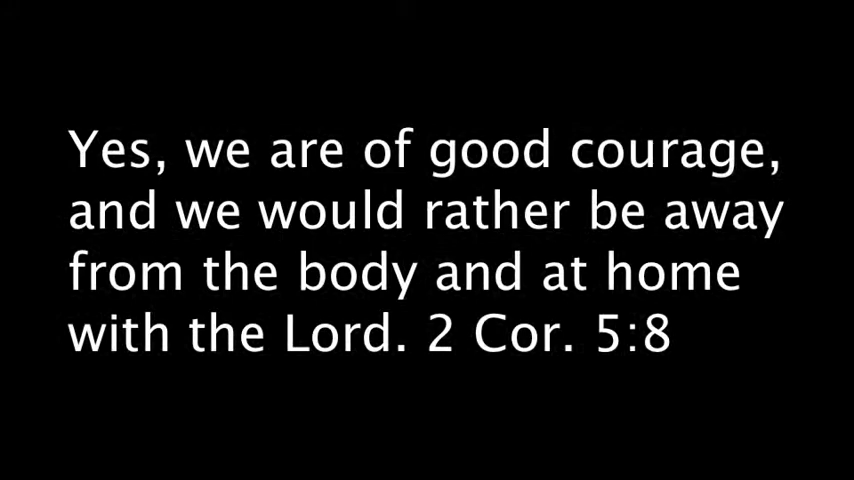 Yes, we are of good courage,
and we would rather be away
from the body and at home
with the Lord. 2 Cor. 5:8